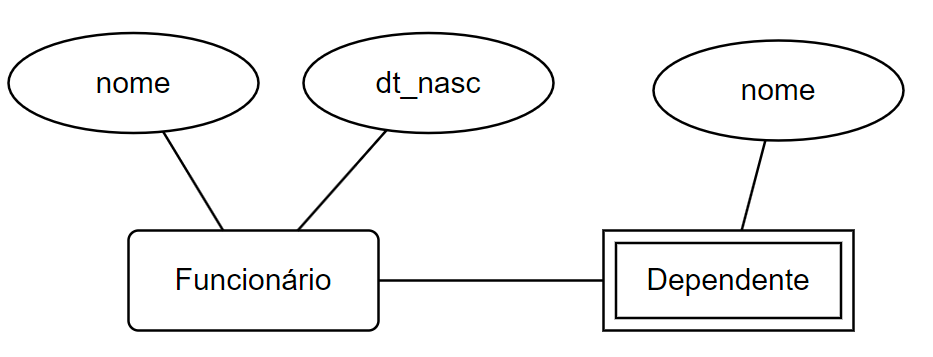 nome
dt_nasc
nome
Funcionário
Dependente